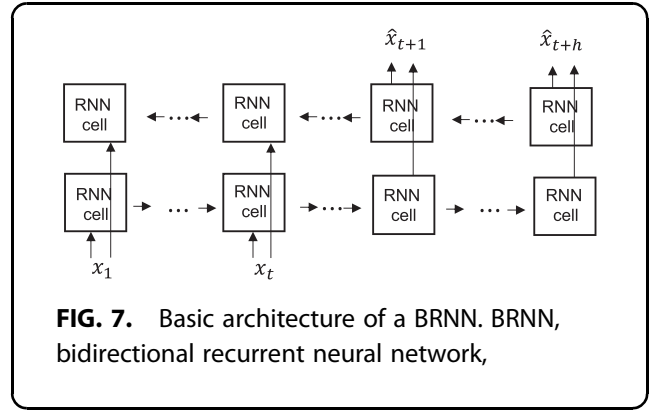 x̂ₜ₊₁ x̂ₜ₊ₕ
RNN cell RNN cell RNN cell RNN cell
RNN cell RNN cell RNN cell RNN cell
x₁ xₜ
FIG. 7. Basic architecture of a BRNN. BRNN,
bidirectional recurrent neural network,